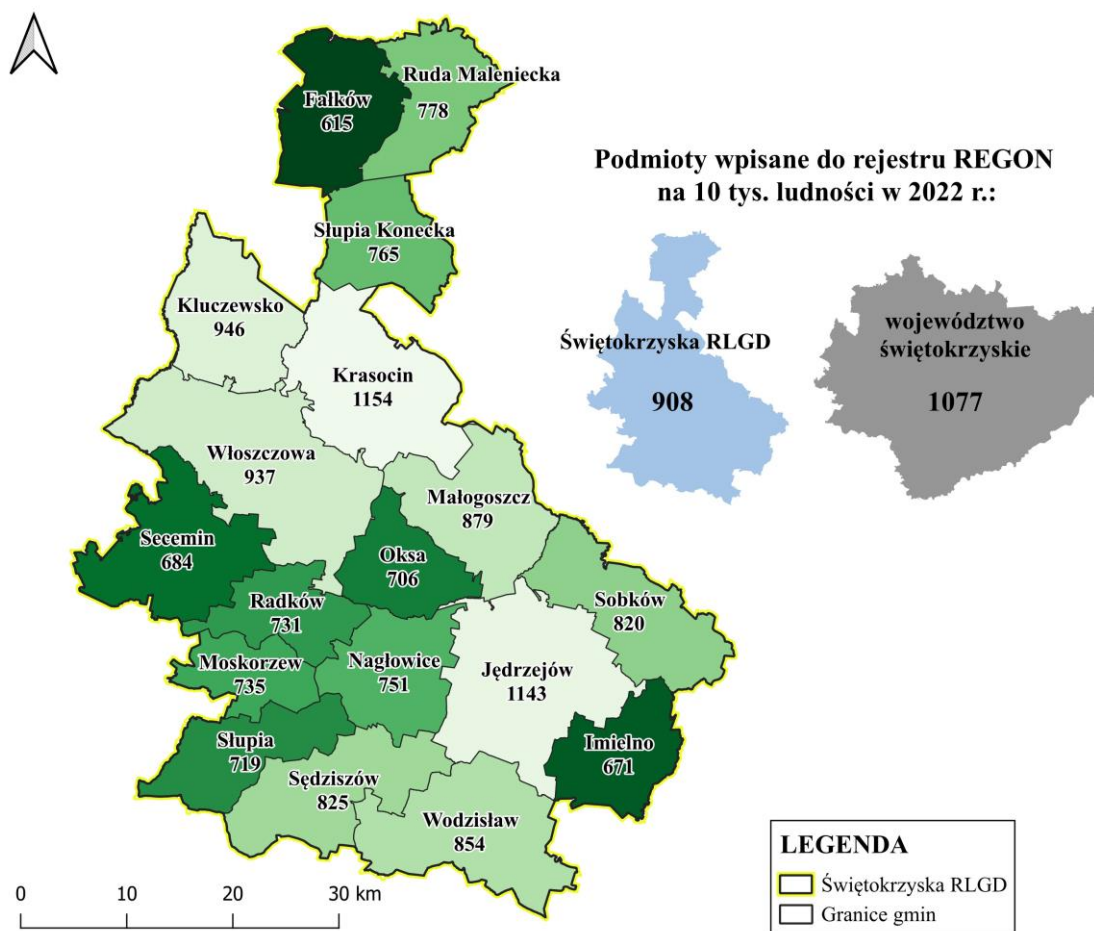 Ruda Maleniecka
778
Fałków
615
Podmioty wpisane do rejestru REGON
na 10 tys. ludności w 2022 r.:
Słupia Konecka
765
Kluczewsko
946
Świętokrzyska RLGD
908
województwo
świętokrzyskie
1077
Krasocin
1154
Włoszczowa
937
Małogoszcz
879
Secemin
684
Oksa
706
Radków
731
Sobków
820
Moskorzew
735
Nagłowice
751
Jędrzejów
1143
Słupia
719
Imielno
671
Sędziszów
825
Wodzisław
854
LEGENDA
Świętokrzyska RLGD
Granice gmin
0 10 20 30 km